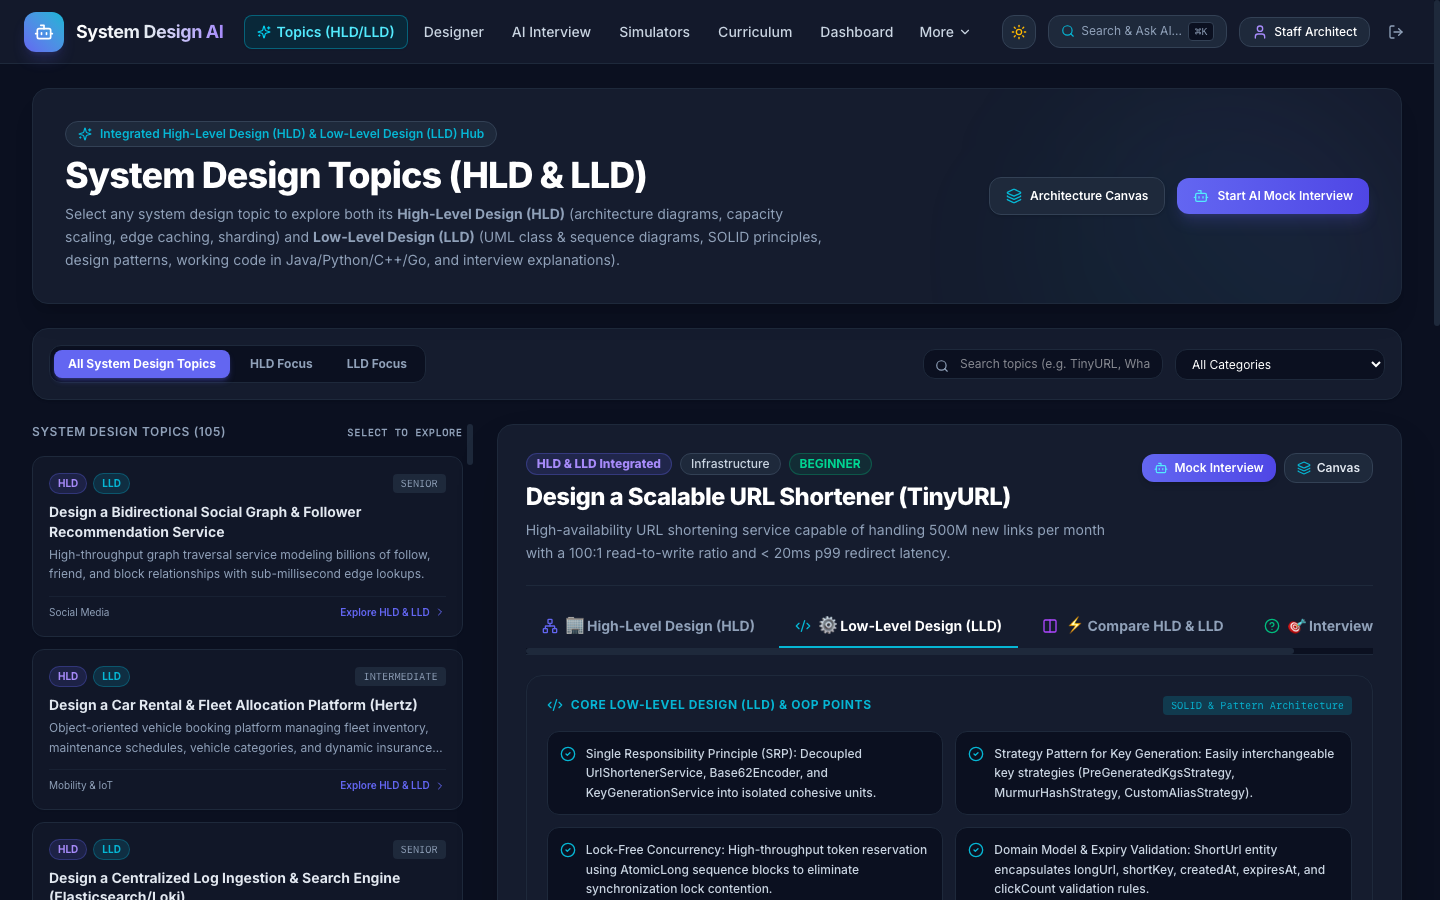 System Design AI
Topics (HLD/LLD)
Designer
AI Interview
Simulators
Curriculum
Dashboard
More
Search & Ask AI...
⌘K
Staff Architect
Integrated High-Level Design (HLD) & Low-Level Design (LLD) Hub
System Design Topics (HLD & LLD)
Select any system design topic to explore both its High-Level Design (HLD) (architecture diagrams, capacity
scaling, edge caching, sharding) and Low-Level Design (LLD) (UML class & sequence diagrams, SOLID principles,
design patterns, working code in Java/Python/C++/Go, and interview explanations).
Architecture Canvas
Start AI Mock Interview
All System Design Topics
HLD Focus
LLD Focus
Search topics (e.g. TinyURL, Wha
All Categories
SYSTEM DESIGN TOPICS (105)
SELECT TO EXPLORE
HLD
LLD
SENIOR
Design a Bidirectional Social Graph & Follower
Recommendation Service
High-throughput graph traversal service modeling billions of follow,
friend, and block relationships with sub-millisecond edge lookups.
Social Media
Explore HLD & LLD
HLD
LLD
INTERMEDIATE
Design a Car Rental & Fleet Allocation Platform (Hertz)
Object-oriented vehicle booking platform managing fleet inventory,
maintenance schedules, vehicle categories, and dynamic insurance...
Mobility & IoT
Explore HLD & LLD
HLD
LLD
SENIOR
Design a Centralized Log Ingestion & Search Engine
(Elasticsearch/Loki)
HLD & LLD Integrated
Infrastructure
BEGINNER
Mock Interview
Canvas
Design a Scalable URL Shortener (TinyURL)
High-availability URL shortening service capable of handling 500M new links per month
with a 100:1 read-to-write ratio and < 20ms p99 redirect latency.
High-Level Design (HLD)
Low-Level Design (LLD)
Compare HLD & LLD
Interview
CORE LOW-LEVEL DESIGN (LLD) & OOP POINTS
SOLID & Pattern Architecture
Single Responsibility Principle (SRP): Decoupled
UrlShortenerService, Base62Encoder, and
KeyGenerationService into isolated cohesive units.
Strategy Pattern for Key Generation: Easily interchangeable
key strategies (PreGeneratedKgsStrategy,
MurmurHashStrategy, CustomAliasStrategy).
Lock-Free Concurrency: High-throughput token reservation
using AtomicLong sequence blocks to eliminate
synchronization lock contention.
Domain Model & Expiry Validation: ShortUrl entity
encapsulates longUrl, shortKey, createdAt, expiresAt, and
clickCount validation rules.